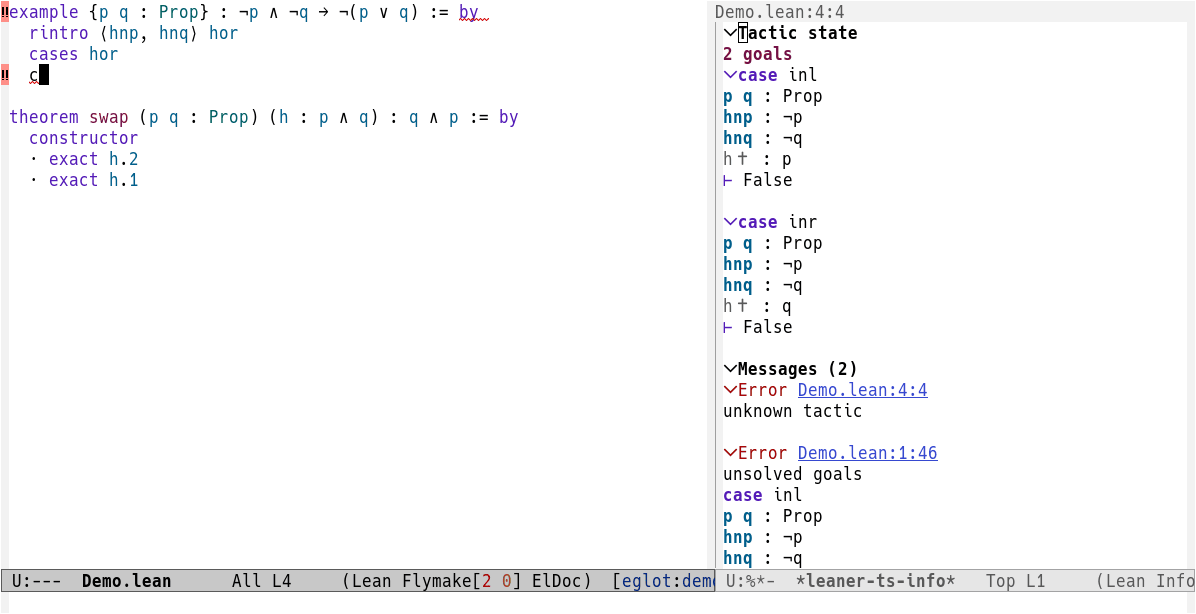 example {p q : Prop} : ¬p ∧ ¬q → ¬(p ∨ q) := by
  rintro ⟨hnp, hnq⟩ hor
  cases hor
  c

theorem swap (p q : Prop) (h : p ∧ q) : q ∧ p := by
  constructor
  · exact h.2
  · exact h.1
U:---  Demo.lean      All L4     (Lean Flymake[2 0] ElDoc)  [eglot:demo
Demo.lean:4:4
Tactic state
2 goals
case inl
p q : Prop
hnp : ¬p
hnq : ¬q
h✝ : p
⊢ False

case inr
p q : Prop
hnp : ¬p
hnq : ¬q
h✝ : q
⊢ False

Messages (2)
Error Demo.lean:4:4
unknown tactic

Error Demo.lean:1:46
unsolved goals
case inl
p q : Prop
hnp : ¬p
hnq : ¬q
U:%*-  *leaner-ts-info*   Top L1     (Lean Info